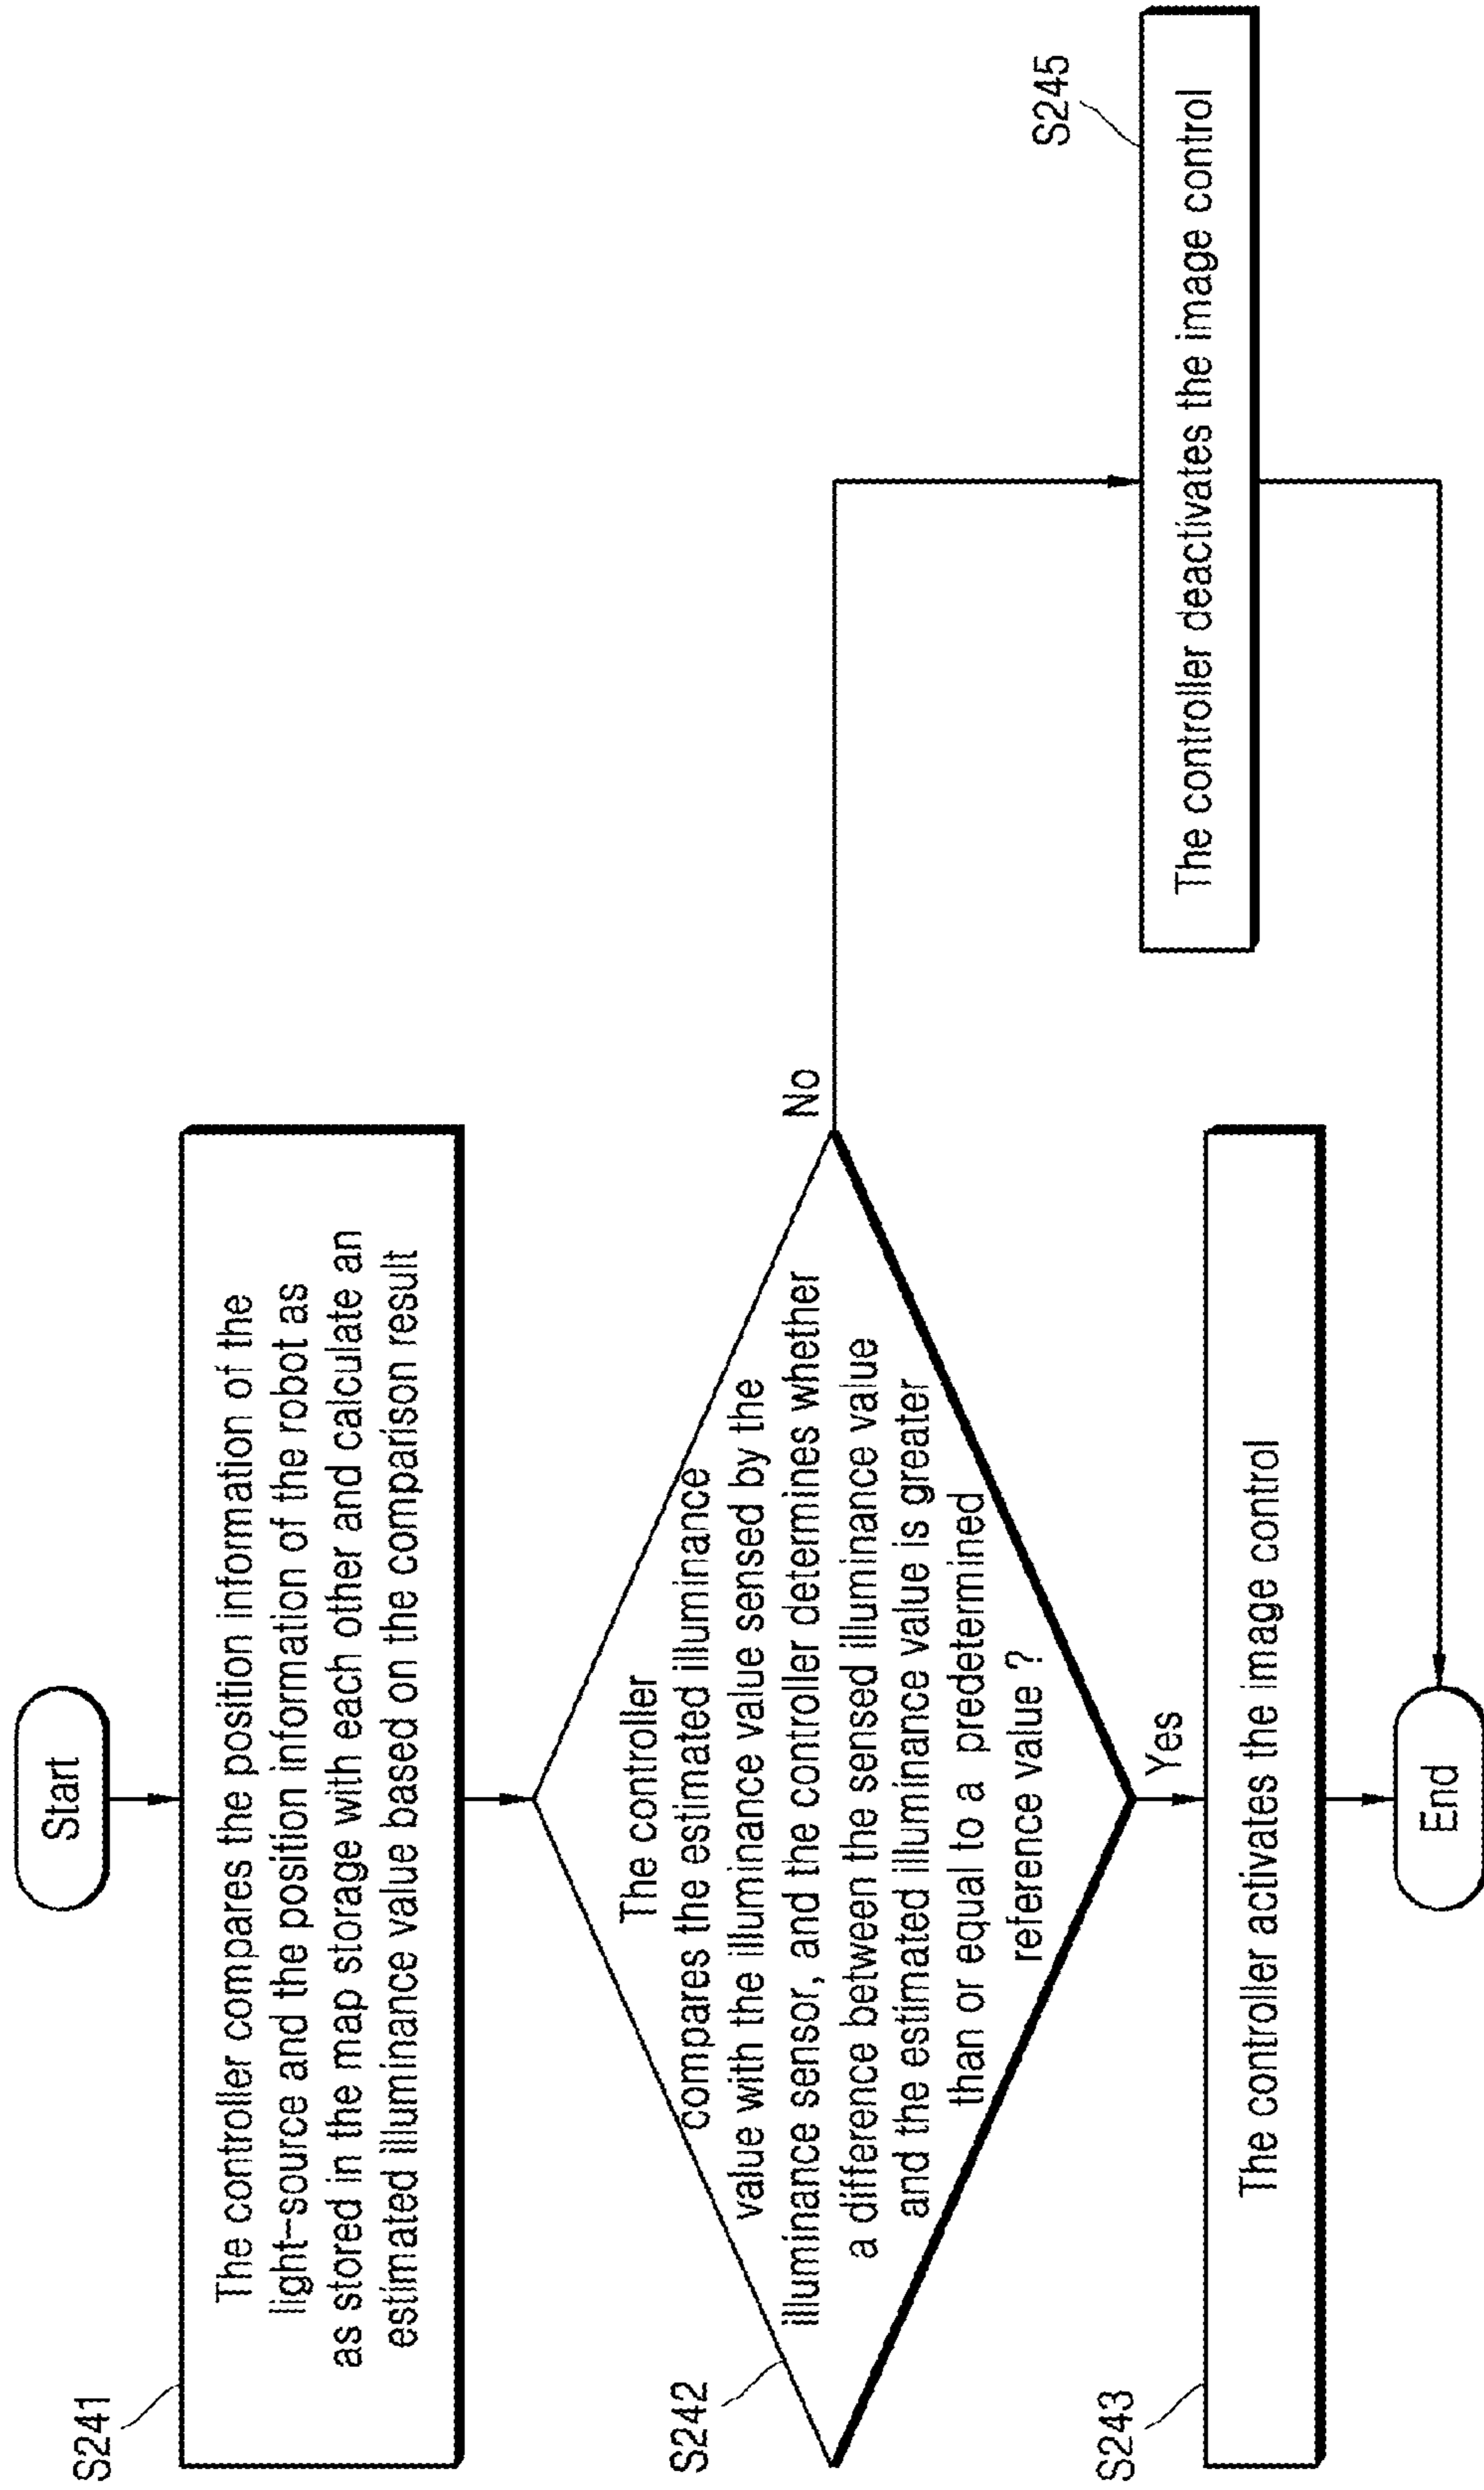 Start
S241
The controller compares the position information of the
light-source and the position information of the robot as
as stored in the map storage with each other and calculate an
estimated illuminance value based on the comparison result
S242
The controller
compares the estimated illuminance
value with the illuminance value sensed by the
illuminance sensor, and the controller determines whether
a difference between the sensed illuminance value
and the estimated illuminance value is greater
than or equal to a predetermined
reference value ?
No
Yes
S243
The controller activates the image control
S245
The controller deactivates the image control
End